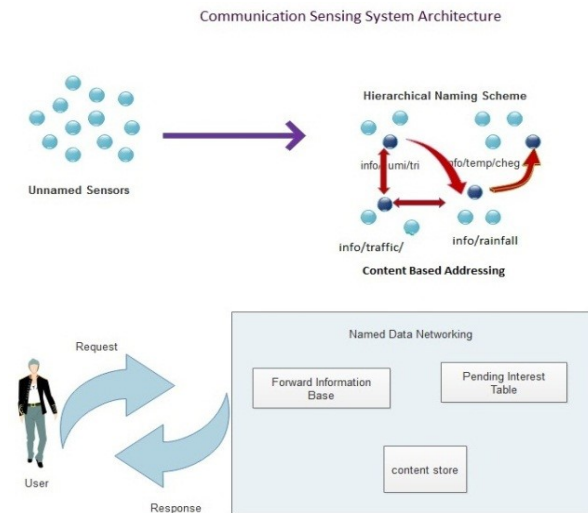 Communication Sensing System Architecture
Hierarchical Naming Scheme
info/ umi/tri
nfo/temp/cheg
Unnamed Sensors
info/traffic/
info/rainfall
Content Based Addressing
Named Data Networking
Request
Forward Information
Base
Pending Interest
Table
content store
User
Response